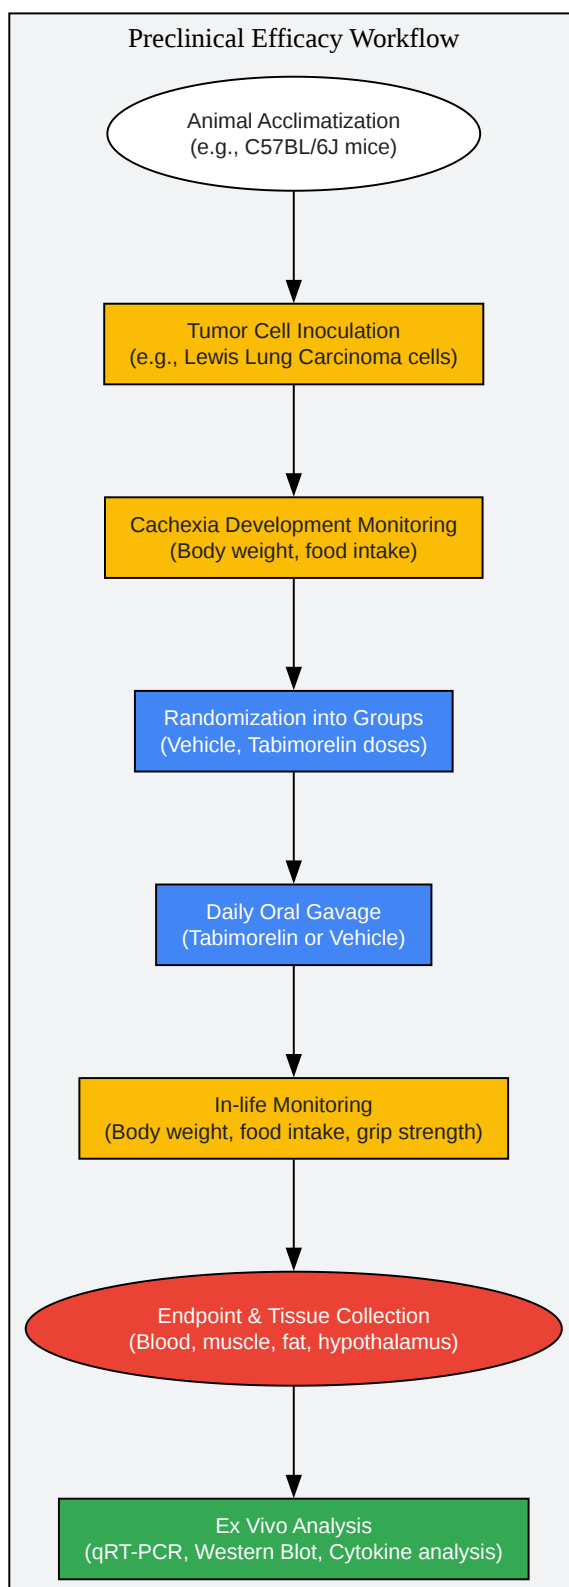 Preclinical Efficacy Workflow
Animal Acclimatization
(e.g., C57BL/6J mice)
Tumor Cell Inoculation
(e.g., Lewis Lung Carcinoma cells)
Cachexia Development Monitoring
(Body weight, food intake)
Randomization into Groups
(Vehicle, Tabimorelin doses)
Daily Oral Gavage
(Tabimorelin or Vehicle)
In-life Monitoring
(Body weight, food intake, grip strength)
Endpoint & Tissue Collection
(Blood, muscle, fat, hypothalamus)
Ex Vivo Analysis
(qRT-PCR, Western Blot, Cytokine analysis)